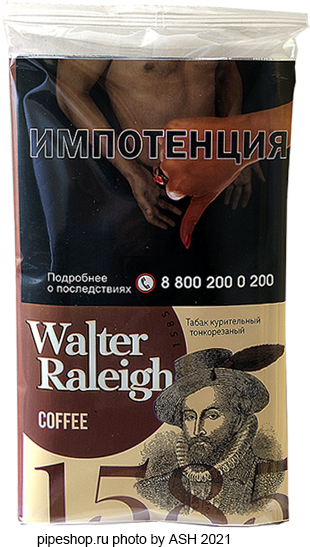 ИМПОТЕНЦИЯ
Подробнее
о последствиях
8 800 200 0 200
1585
Табак курительный
тонкорезаный
Walter
Raleigh
COFFEE
1585
pipeshop.ru photo by ASH 2021